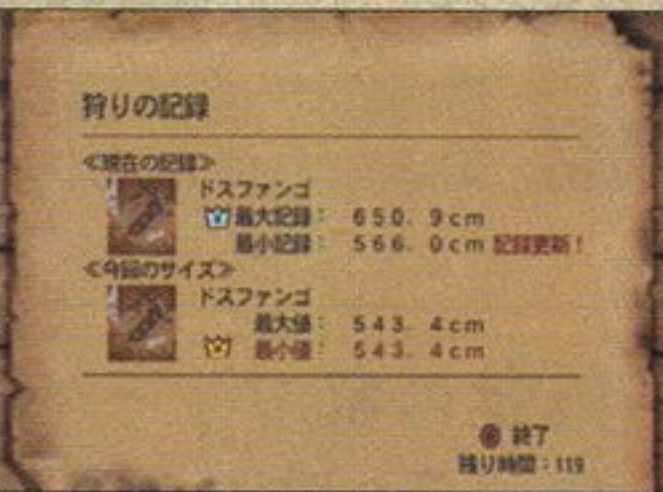 狩りの記録
≪現在の記録≫
ドスファンゴ
最大記録： 650．9cm
最小記録： 566．0cm 記録更新！
≪今回のサイズ≫
ドスファンゴ
最大値： 543．4cm
最小値： 543．4cm
終了
残り時間：119